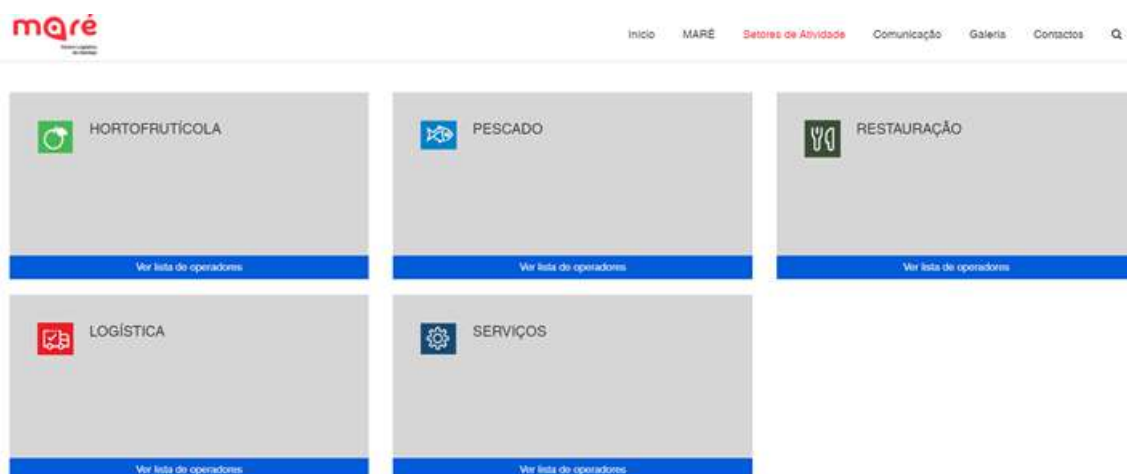 maré
Início MARÉ Setores de Atividade Comunicação Galeria Contactos
HORTOFRUTÍCOLA
PESCADO
RESTAURAÇÃO
Ver lista de operadores
Ver lista de operadores
Ver lista de operadores
LOGÍSTICA
SERVIÇOS
Ver lista de operadores
Ver lista de operadores